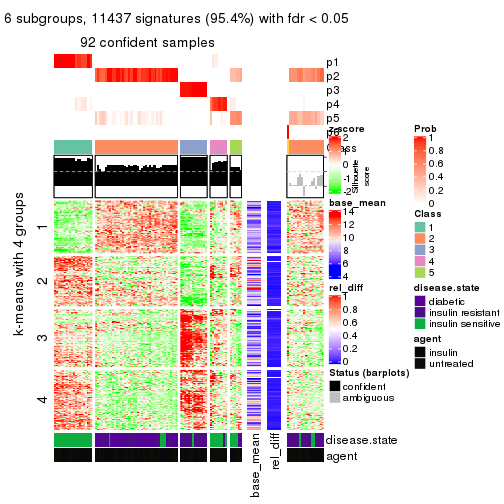 6 subgroups, 11437 signatures (95.4%) with fdr < 0.05
92 confident samples
p1
p2
p3
p4
p5
p6
Class
Silhouette
score
k-means with 4 groups
1
2
3
4
disease.state
agent
base_mean
rel_diff
z-score
2
1
0
-1
-2
base_mean
14
12
10
8
6
4
rel_diff
1
0.8
0.6
0.4
0.2
0
Status (barplots)
confident
ambiguous
Prob
1
0.8
0.6
0.4
0.2
0
Class
1
2
3
4
5
disease.state
diabetic
insulin resistant
insulin sensitive
agent
insulin
untreated